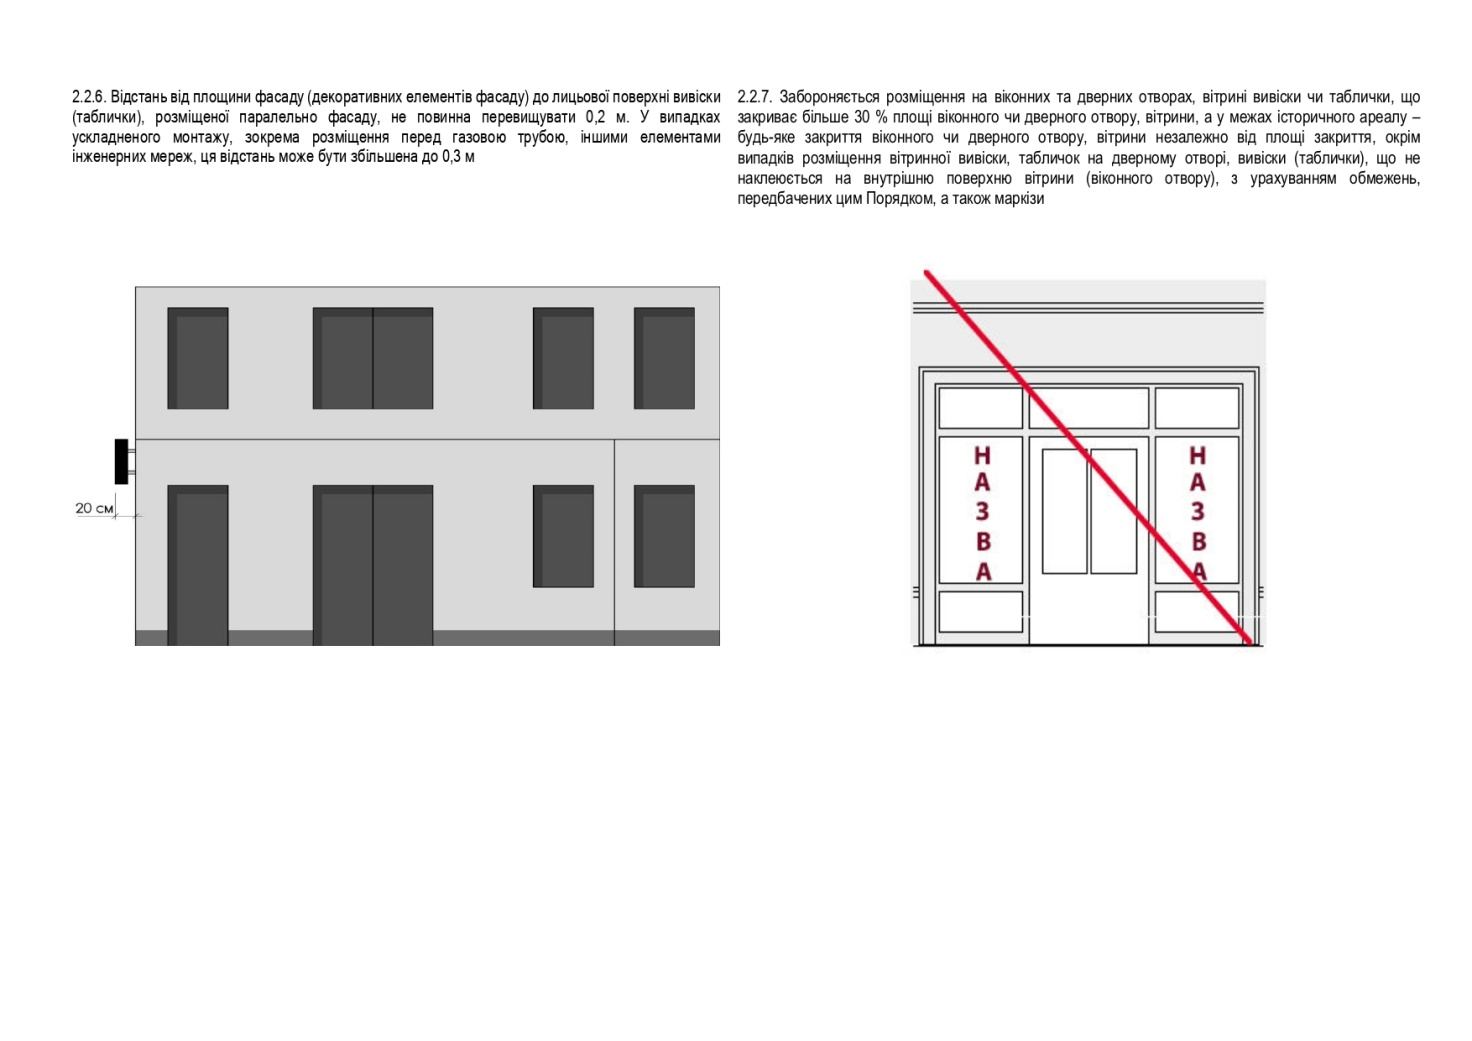 2.2.6. Відстань від площини фасаду (декоративних елементів фасаду) до лицьової поверхні вивіски
(таблички), розміщеної паралельно фасаду, не повинна перевищувати 0,2 м. У випадках
ускладненого монтажу, зокрема розміщення перед газовою трубою, іншими елементами
інженерних мереж, ця відстань може бути збільшена до 0,3 м
2.2.7. Забороняється розміщення на віконних та дверних отворах, вітрині вивіски чи таблички, що
закриває більше 30 % площі віконного чи дверного отвору, вітрини, а у межах історичного ареалу –
будь-яке закриття віконного чи дверного отвору, вітрини незалежно від площі закриття, окрім
випадків розміщення вітринної вивіски, табличок на дверному отворі, вивіски (таблички), що не
наклеюється на внутрішню поверхню вітрини (віконного отвору), з урахуванням обмежень,
передбачених цим Порядком, а також маркізи
20 см
Н
А
З
В
А
Н
А
З
В
А